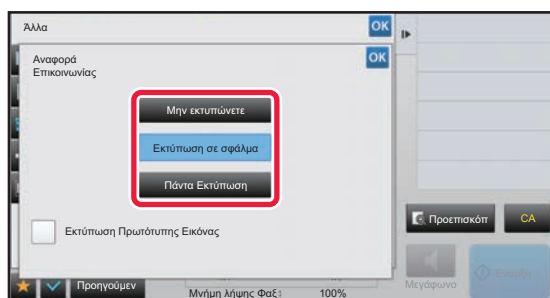 Άλλα
OK
Αναφορά
Επικοινωνίας
OK
Μην εκτυπώνετε
Εκτύπωση σε σφάλμα
Πάντα Εκτύπωση
Εκτύπωση Πρωτότυπης Εικόνας
Προεπισκόπ
CA
Προηγούμεν
Μνήμη λήψης Φαξ:
100%
Μεγάφωνο
Έναρξη